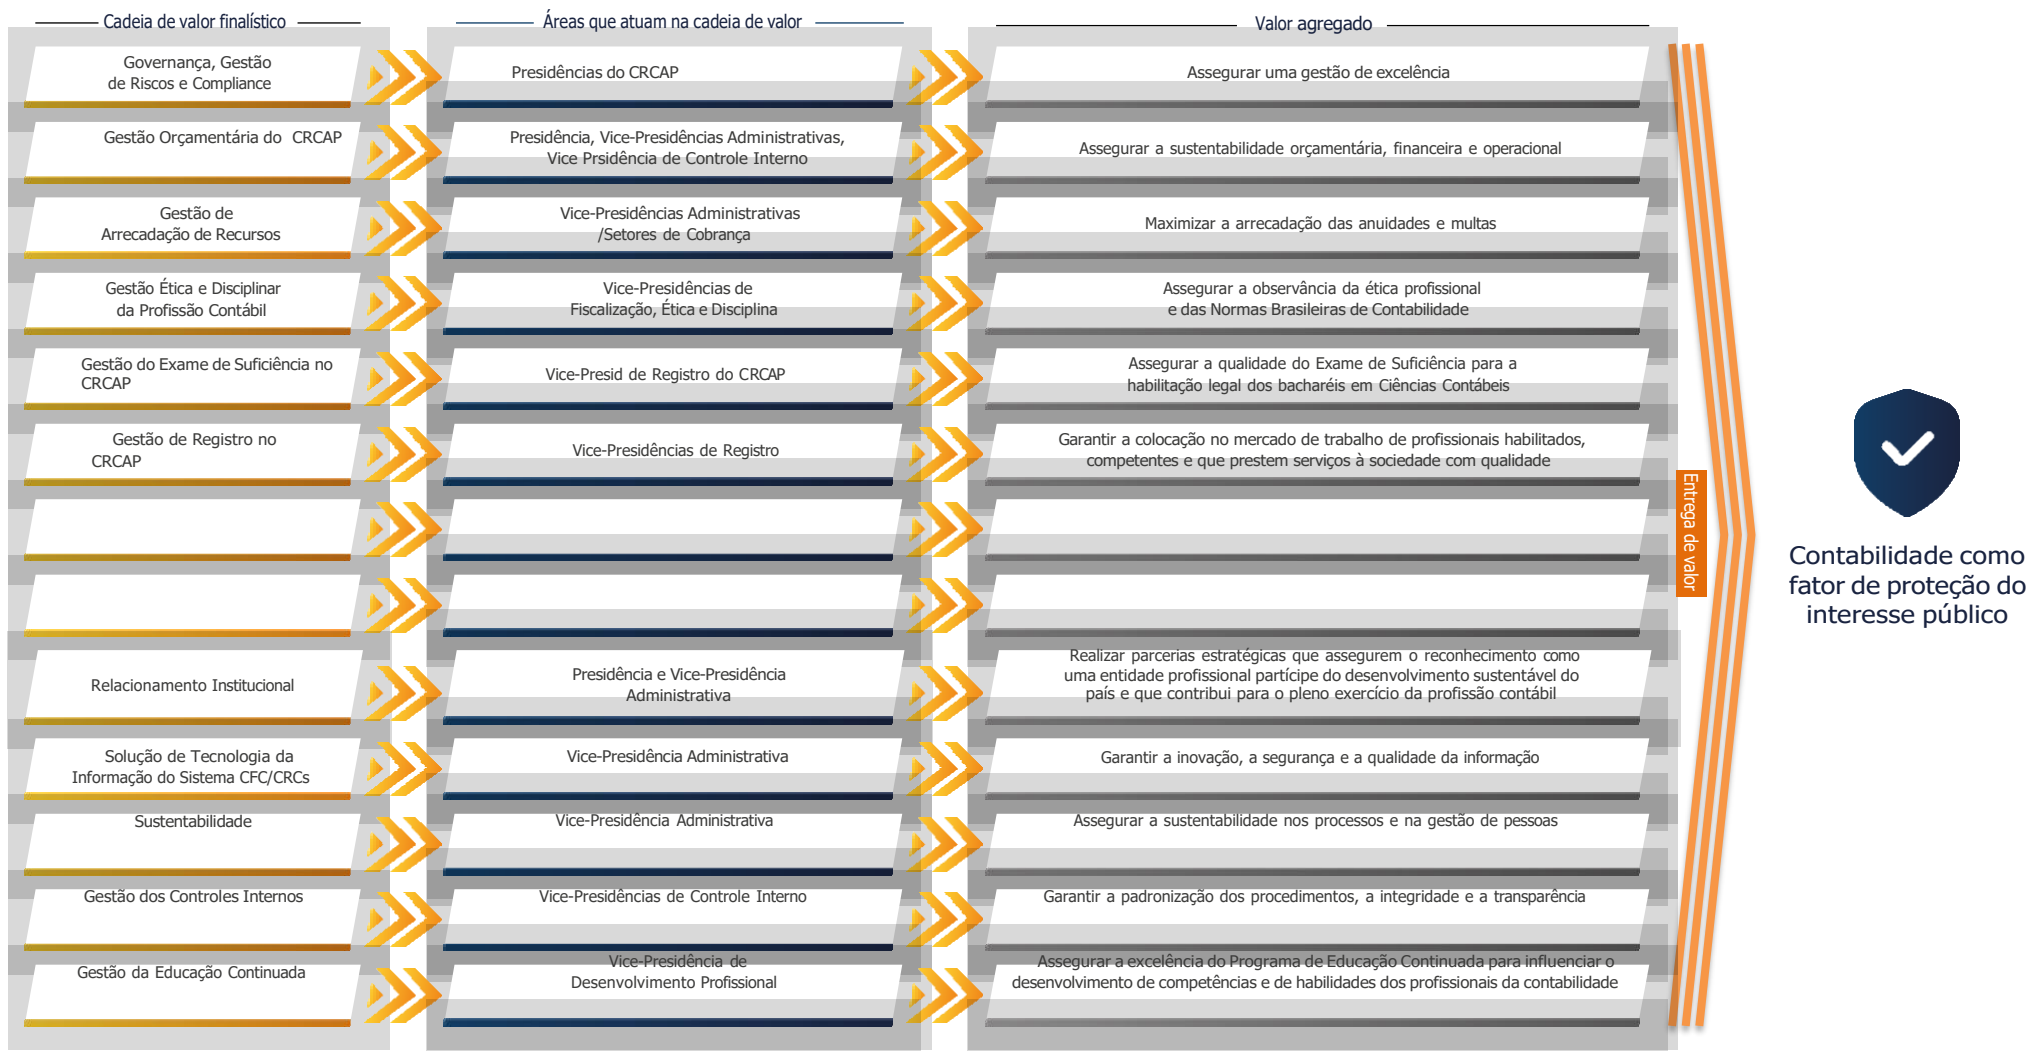 Cadeia de valor finalístico
Áreas que atuam na cadeia de valor
Valor agregado
Governança, Gestão
de Riscos e Compliance
Presidências do CRCAP
Assegurar uma gestão de excelência
Gestão Orçamentária do CRCAP
Presidência, Vice-Presidências Administrativas,
Vice Prsidência de Controle Interno
Assegurar a sustentabilidade orçamentária, financeira e operacional
Gestão de
Arrecadação de Recursos
Vice-Presidências Administrativas
/Setores de Cobrança
Maximizar a arrecadação das anuidades e multas
Gestão Ética e Disciplinar
da Profissão Contábil
Vice-Presidências de
Fiscalização, Ética e Disciplina
Assegurar a observância da ética profissional
e das Normas Brasileiras de Contabilidade
Gestão do Exame de Suficiência no
CRCAP
Vice-Presid de Registro do CRCAP
Assegurar a qualidade do Exame de Suficiência para a
habilitação legal dos bacharéis em Ciências Contábeis
Gestão de Registro no
CRCAP
Vice-Presidências de Registro
Garantir a colocação no mercado de trabalho de profissionais habilitados,
competentes e que prestem serviços à sociedade com qualidade
Relacionamento Institucional
Presidência e Vice-Presidência
Administrativa
Realizar parcerias estratégicas que assegurem o reconhecimento como
uma entidade profissional partícipe do desenvolvimento sustentável do
país e que contribui para o pleno exercício da profissão contábil
Solução de Tecnologia da
Informação do Sistema CFC/CRCs
Vice-Presidência Administrativa
Garantir a inovação, a segurança e a qualidade da informação
Sustentabilidade
Vice-Presidência Administrativa
Assegurar a sustentabilidade nos processos e na gestão de pessoas
Gestão dos Controles Internos
Vice-Presidências de Controle Interno
Garantir a padronização dos procedimentos, a integridade e a transparência
Gestão da Educação Continuada
Vice-Presidência de
Desenvolvimento Profissional
Assegurar a excelência do Programa de Educação Continuada para influenciar o
desenvolvimento de competências e de habilidades dos profissionais da contabilidade
Entrega de valor
Contabilidade como
fator de proteção do
interesse público